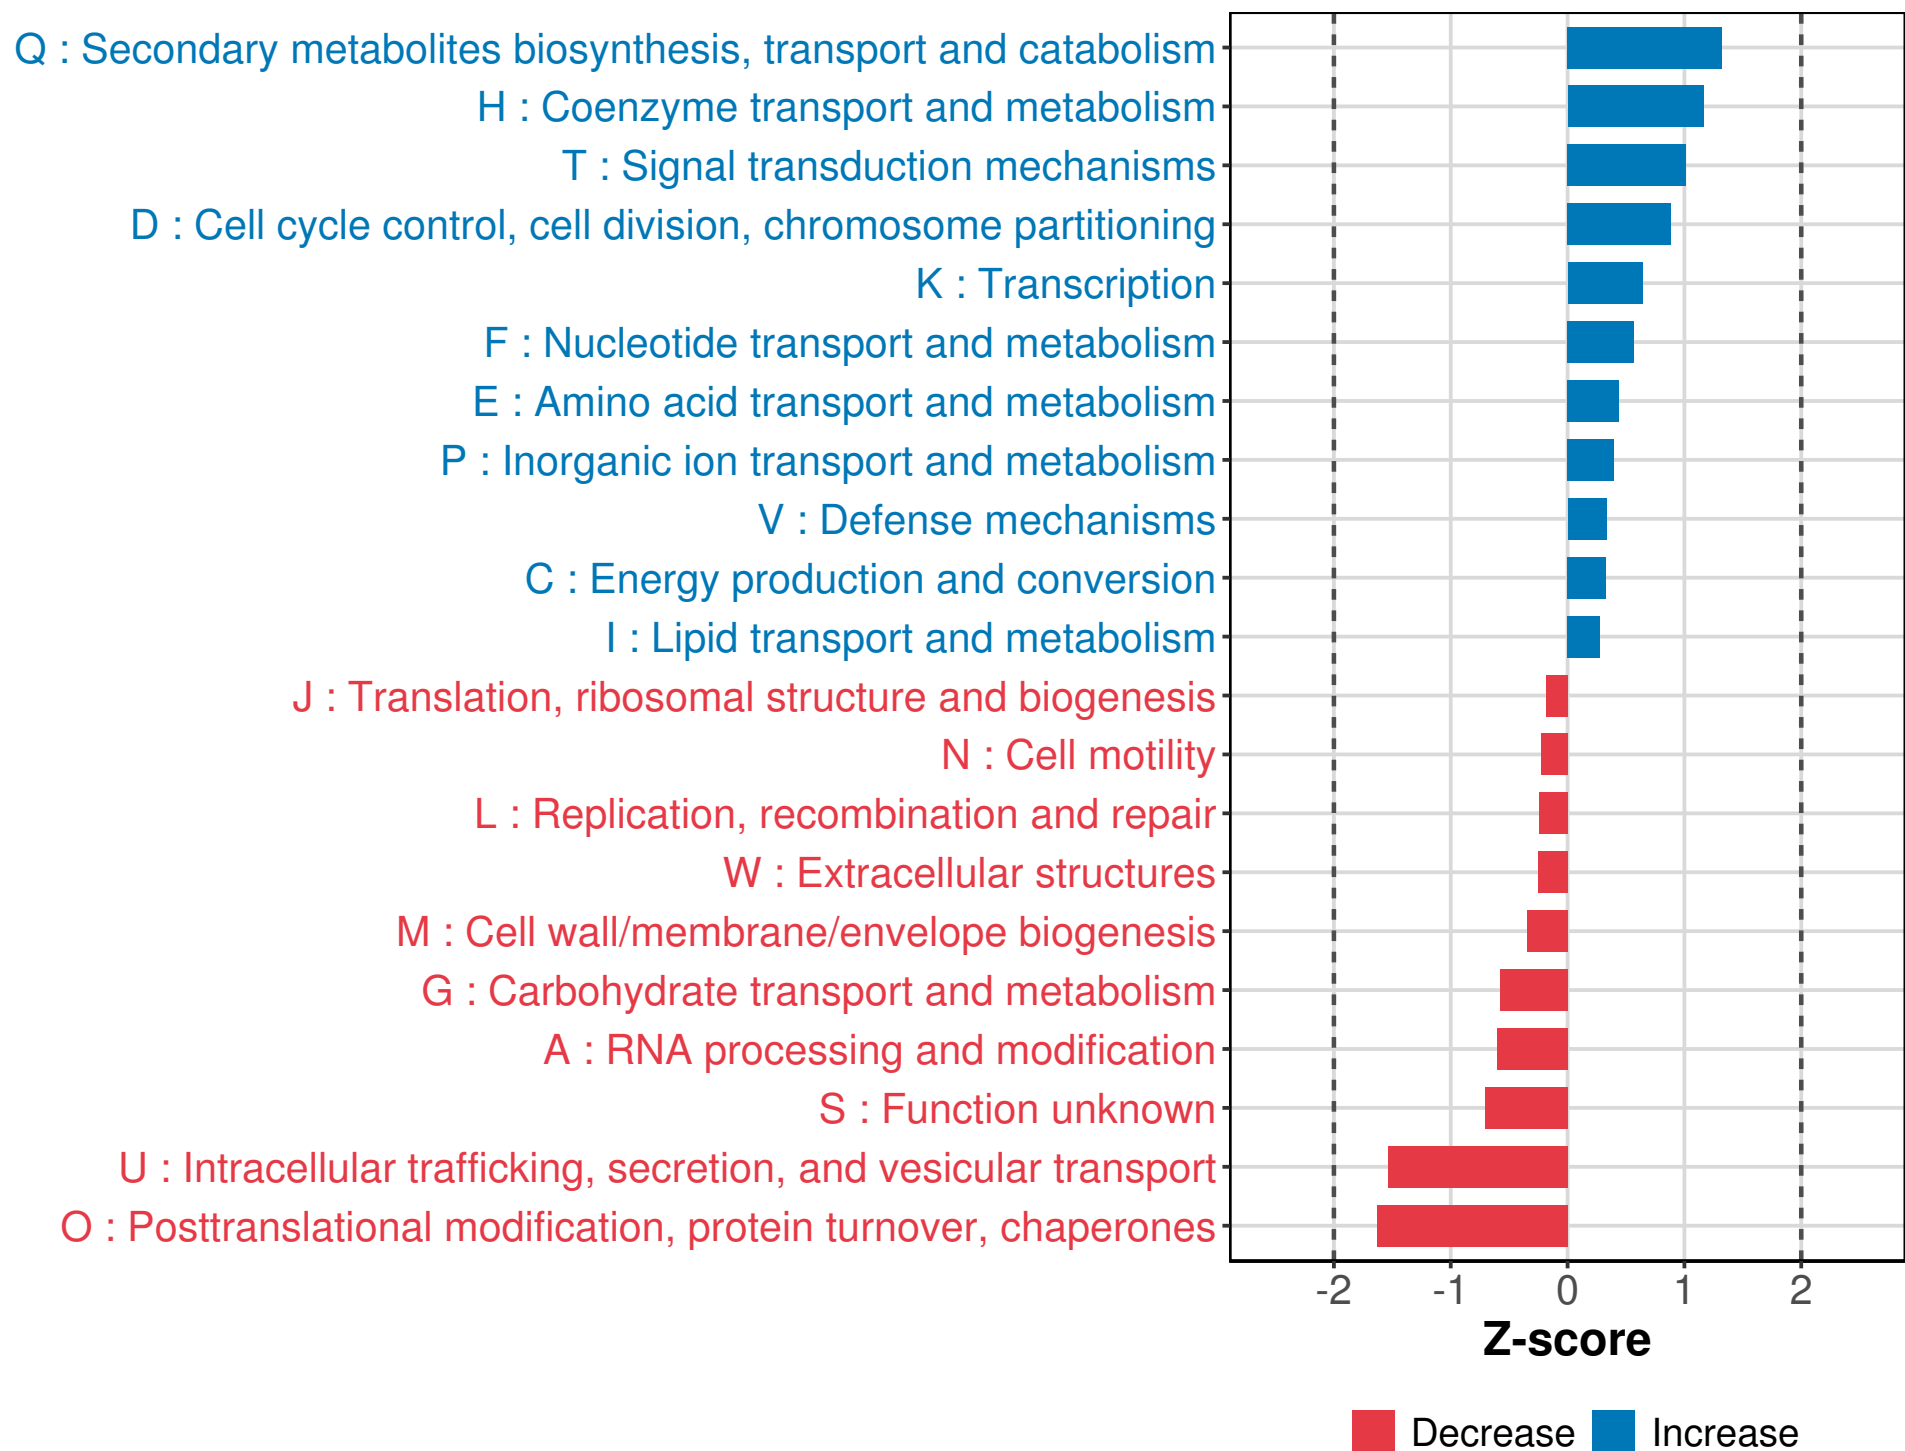 Q : Secondary metabolites biosynthesis, transport and catabolism
H : Coenzyme transport and metabolism
T : Signal transduction mechanisms
D : Cell cycle control, cell division, chromosome partitioning
K : Transcription
F : Nucleotide transport and metabolism
E : Amino acid transport and metabolism
P : Inorganic ion transport and metabolism
V : Defense mechanisms
C : Energy production and conversion
I : Lipid transport and metabolism
J : Translation, ribosomal structure and biogenesis
N : Cell motility
L : Replication, recombination and repair
W : Extracellular structures
M : Cell wall/membrane/envelope biogenesis
G : Carbohydrate transport and metabolism
A : RNA processing and modification
S : Function unknown
U : Intracellular trafficking, secretion, and vesicular transport
O : Posttranslational modification, protein turnover, chaperones
-2 -1 0 1 2
Z-score
Decrease Increase